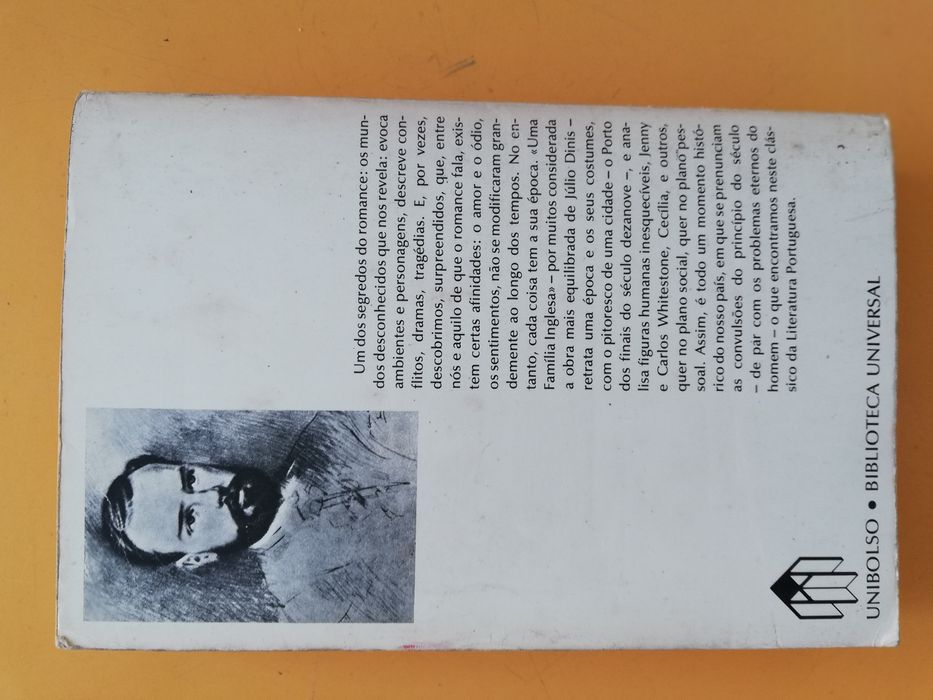 Um dos segredos do romance: os mun-
dos desconhecidos que nos revela: evoca
ambientes e personagens, descreve con-
flitos, dramas, tragédias. E, por vezes,
descobrimos, surpreendidos, que, entre
nós e aquilo de que o romance fala, exis-
tem certas afinidades: o amor e o ódio,
os sentimentos, não se modificaram gran-
demente ao longo dos tempos. No en-
tanto, cada coisa tem a sua época. «Uma
Família Inglesa» – por muitos considerada
a obra mais equilibrada de Júlio Dinis –
retrata uma época e os seus costumes,
com o pitoresco de uma cidade – o Porto
dos finais do século dezanove –, e ana-
lisa figuras humanas inesquecíveis, Jenny
e Carlos Whitestone, Cecília, e outros,
quer no plano social, quer no plano pes-
soal. Assim, é todo um momento histó-
rico do nosso país, em que se prenunciam
as convulsões do princípio do século
– de par com os problemas eternos do
homem – o que encontramos neste clás-
sico da Literatura Portuguesa.
UNIBOLSO • BIBLIOTECA UNIVERSAL